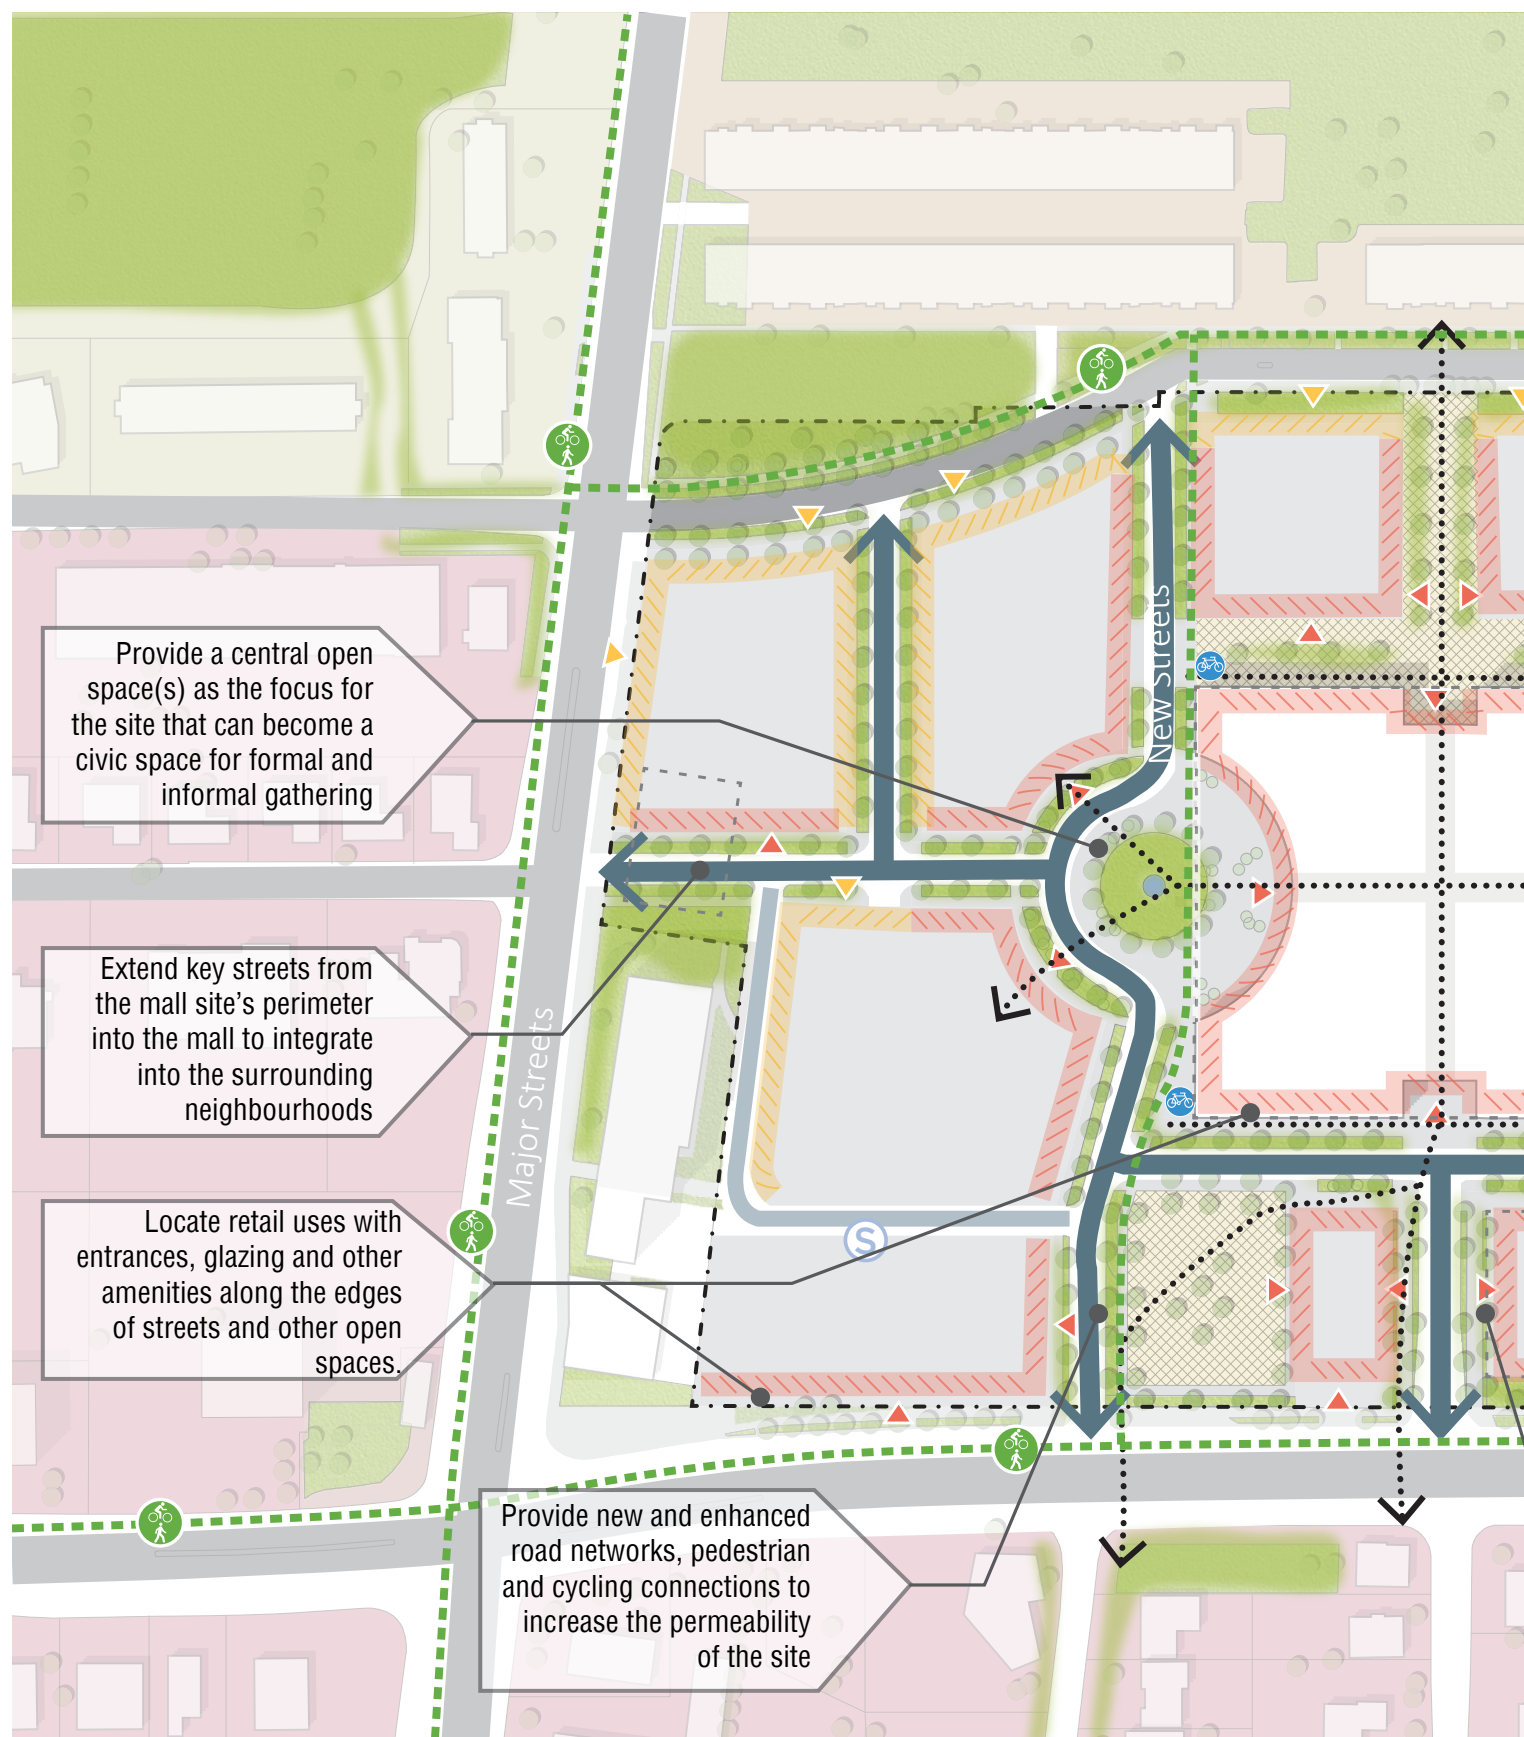 Provide a central open
space(s) as the focus for
the site that can become a
civic space for formal and
informal gathering
New Streets
Extend key streets from
the mall site’s perimeter
into the mall to integrate
into the surrounding
neighbourhoods
Major Streets
Locate retail uses with
entrances, glazing and other
amenities along the edges
of streets and other open
spaces.
S
Provide new and enhanced
road networks, pedestrian
and cycling connections to
increase the permeability
of the site